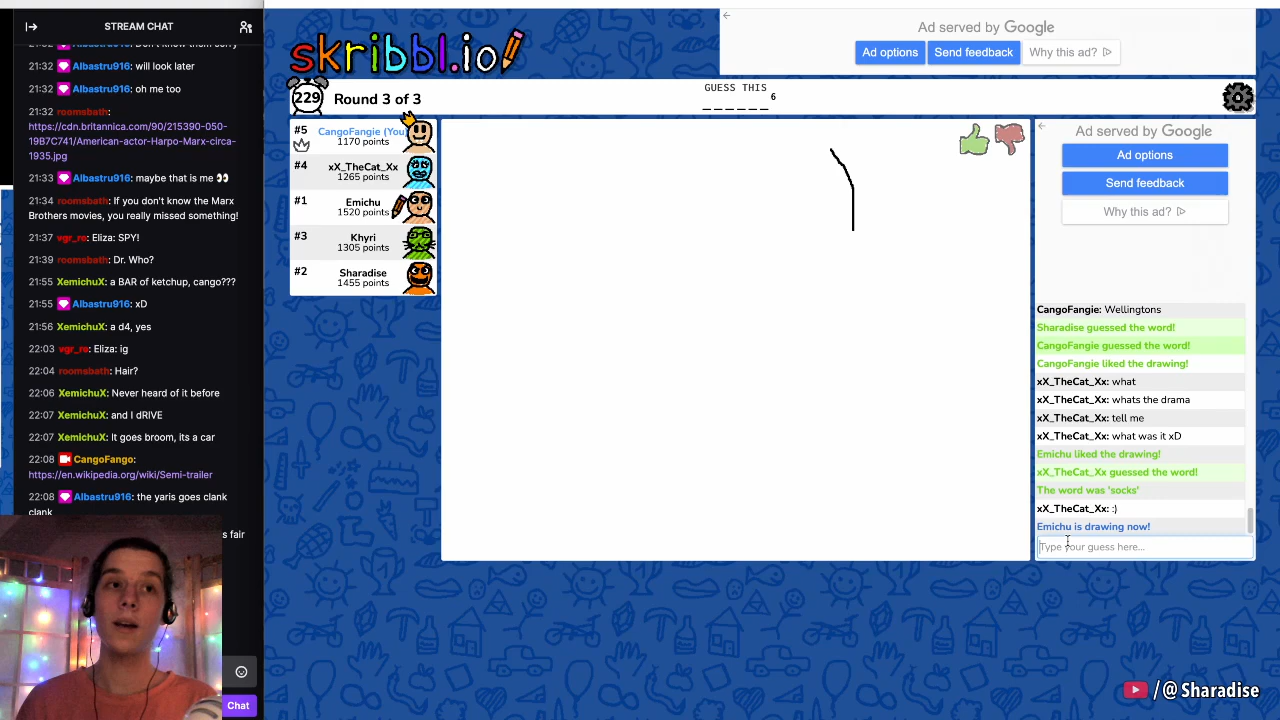 STREAM CHAT
21:32 Albastru916: Don't know them sorry
21:32 Albastru916: will look later
21:32 Albastru916: oh me too
21:32 roomsbath:
https://cdn.britannica.com/90/215390-050-
19B7C741/American-actor-Harpo-Marx-circa-
1935.jpg
21:33 Albastru916: maybe that is me 👀
21:34 roomsbath: If you don't know the Marx
Brothers movies, you really missed something!
21:37 vgr_ro: Eliza: SPY!
21:39 roomsbath: Dr. Who?
21:55 XemichuX: a BAR of ketchup, cango???
21:55 Albastru916: xD
21:56 XemichuX: a d4, yes
22:03 vgr_ro: Eliza: ig
22:04 roomsbath: Hair?
22:06 XemichuX: Never heard of it before
22:07 XemichuX: and I dRIVE
22:07 XemichuX: It goes broom, its a car
22:08 CangoFango:
https://en.wikipedia.org/wiki/Semi-trailer
22:08 Albastru916: the yaris goes clank
clank
s fair
Chat
skribbl.io
Ad served by Google
Ad options Send feedback Why this ad?
229 Round 3 of 3
GUESS THIS
______ 6
#5 CangoFangie (You)
1170 points
#4 xX_TheCat_Xx
1265 points
#1 Emichu
1520 points
#3 Khyri
1305 points
#2 Sharadise
1455 points
Ad served by Google
Ad options
Send feedback
Why this ad?
CangoFangie: Wellingtons
Sharadise guessed the word!
CangoFangie guessed the word!
CangoFangie liked the drawing!
xX_TheCat_Xx: what
xX_TheCat_Xx: whats the drama
xX_TheCat_Xx: tell me
xX_TheCat_Xx: what was it xD
Emichu liked the drawing!
xX_TheCat_Xx guessed the word!
The word was 'socks'
xX_TheCat_Xx: :)
Emichu is drawing now!
Type your guess here...
/@Sharadise